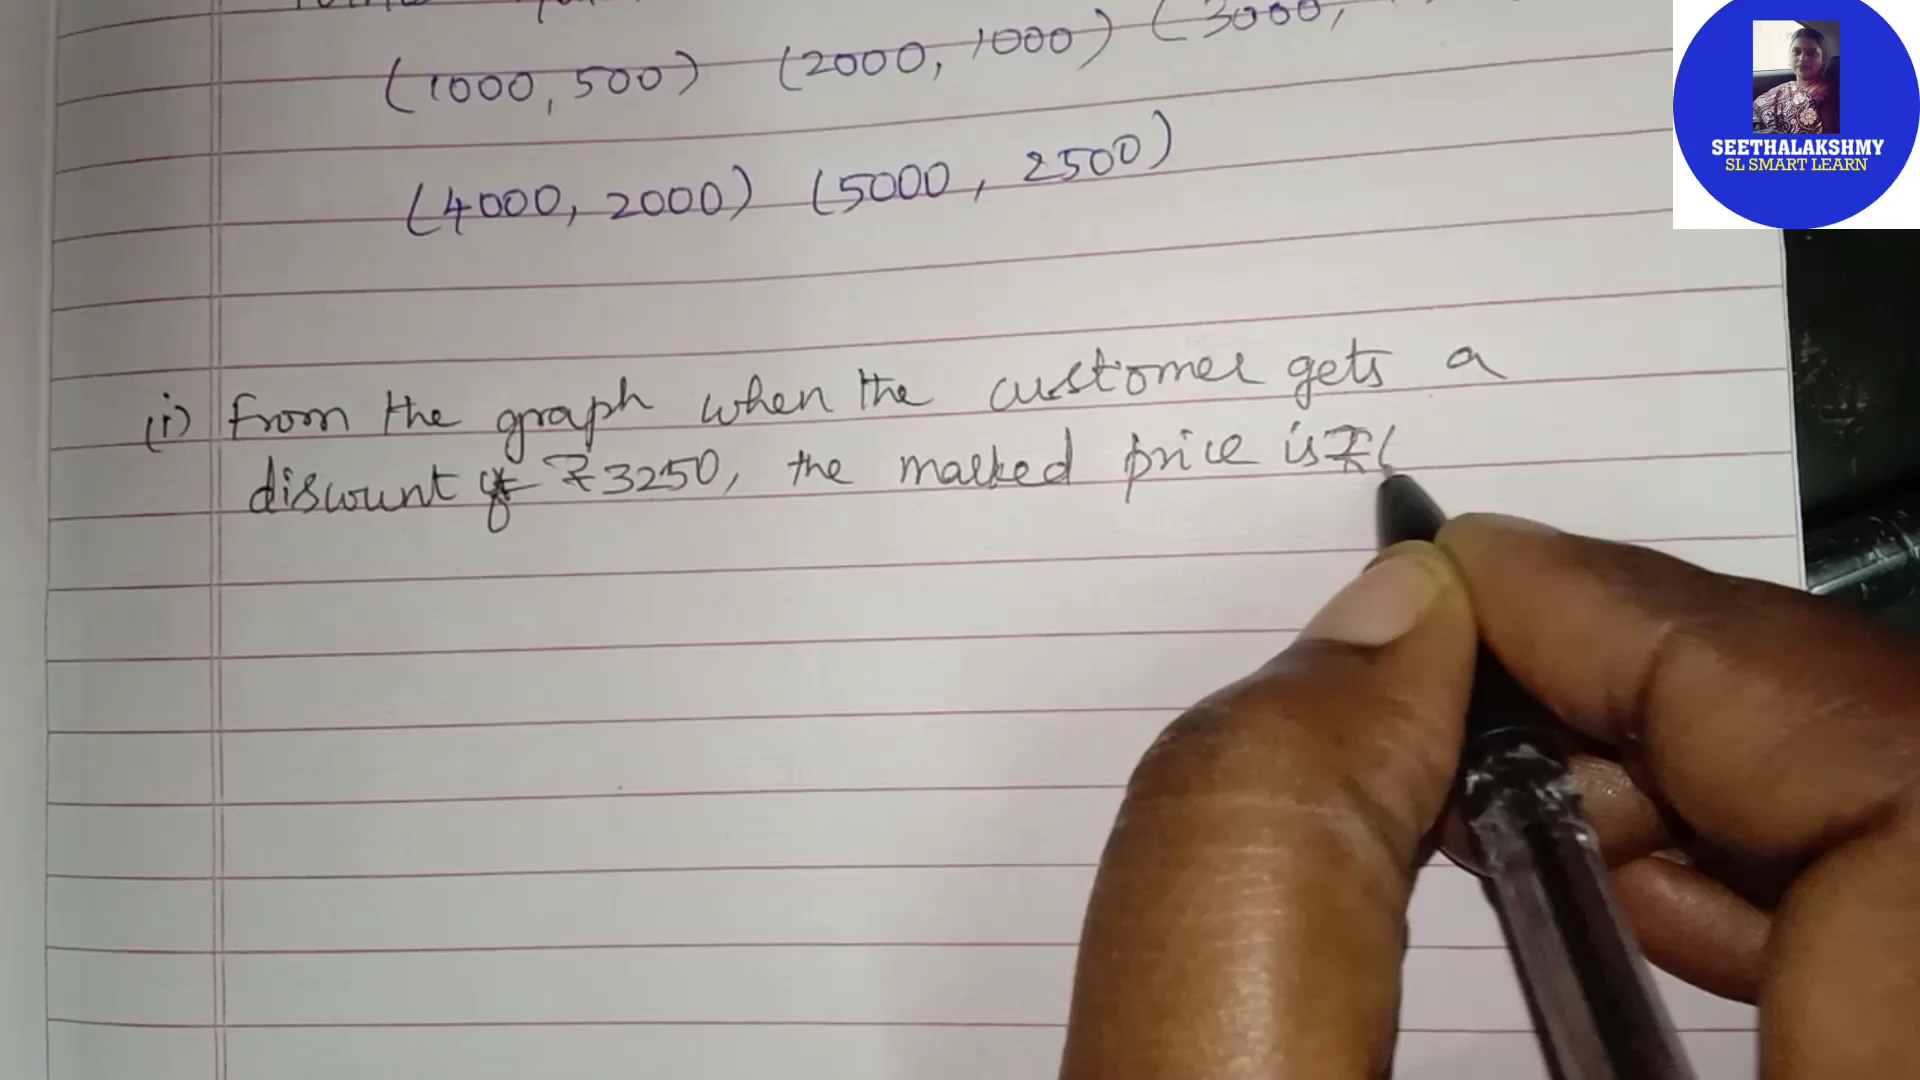 (1000, 500) (2000, 1000) (3000,
(4000, 2000) (5000, 2500)
(i) From the graph when the customer gets a
discount of ₹3250, the marked price is ₹
SEETHALAKSHMY
SL SMART LEARN